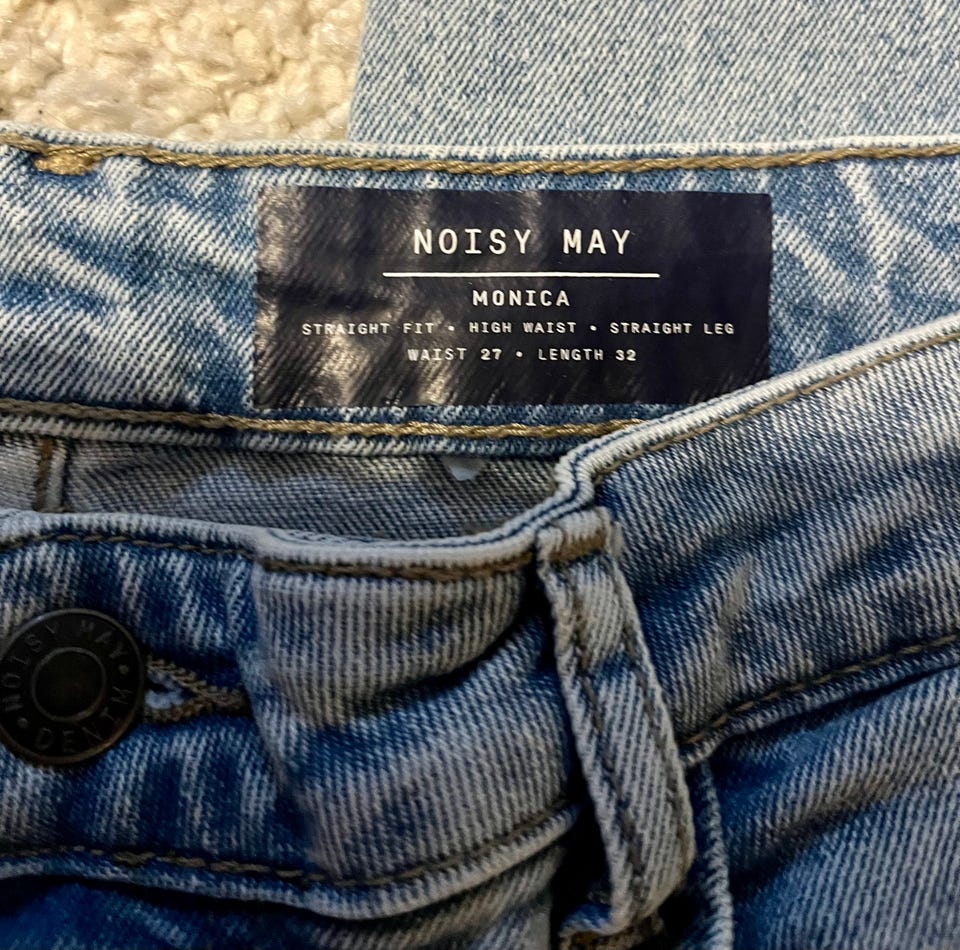 NOISY MAY
MONICA
STRAIGHT FIT • HIGH WAIST • STRAIGHT LEG
WAIST 27 • LENGTH 32
NOISY MAY • DENIM •